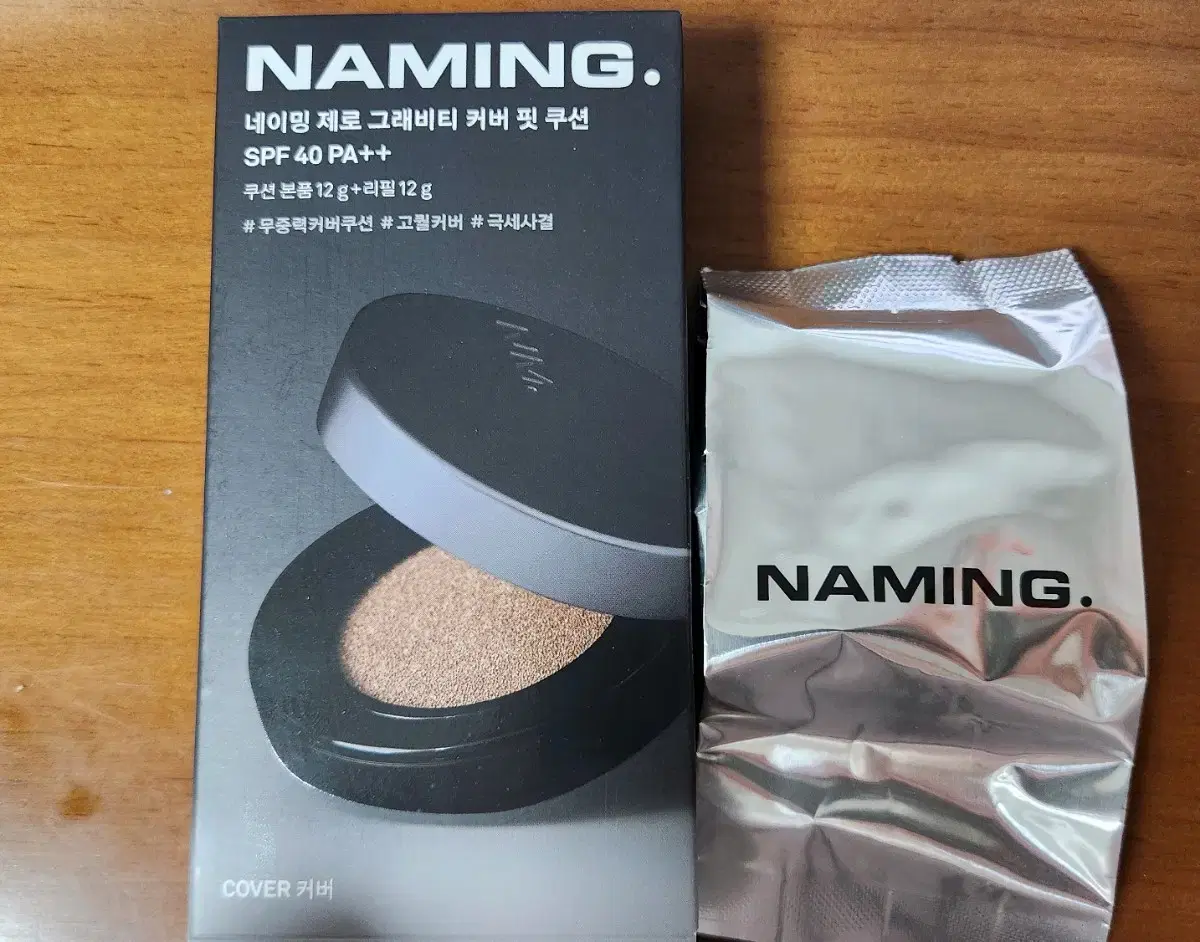 NAMING.
네이밍 제로 그래비티 커버 핏 쿠션
SPF 40 PA++
쿠션 본품 12 g+리필 12 g
#무중력커버쿠션 #고퀄커버 #극세사결
COVER 커버
NAMING.